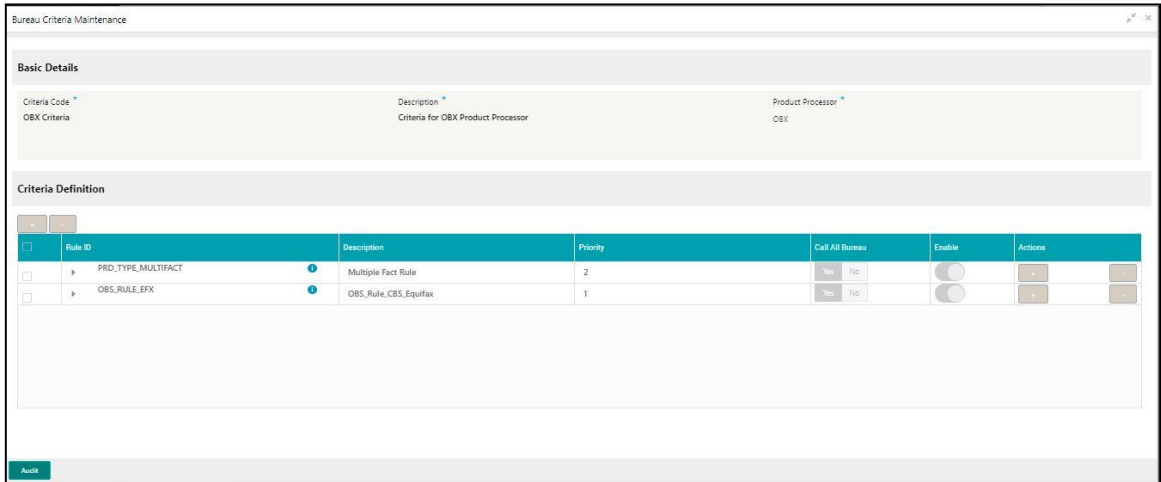 Bureau Criteria Maintenance
Basic Details
Criteria Code * Description * Product Processor *
OBX Criteria Criteria for OBX Product Processor OBX
Criteria Definition
+ -
Rule ID Description Priority Call All Bureau Enable Actions
PRD_TYPE_MULTIFACT i Multiple Fact Rule 2 Yes No + -
OBS_RULE_EFX i OBS_Rule_CBS_Equifax 1 Yes No + -
Audit